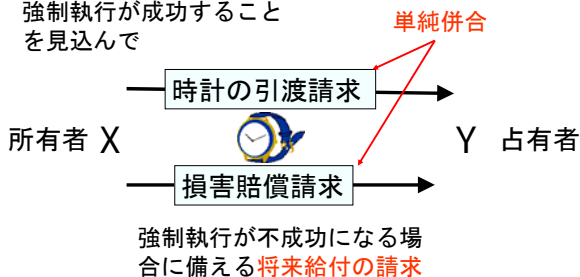 強制執行が成功すること
を見込んで
単純併合
時計の引渡請求
所有者 X
Y 占有者
損害賠償請求
強制執行が不成功になる場
合に備える将来給付の請求